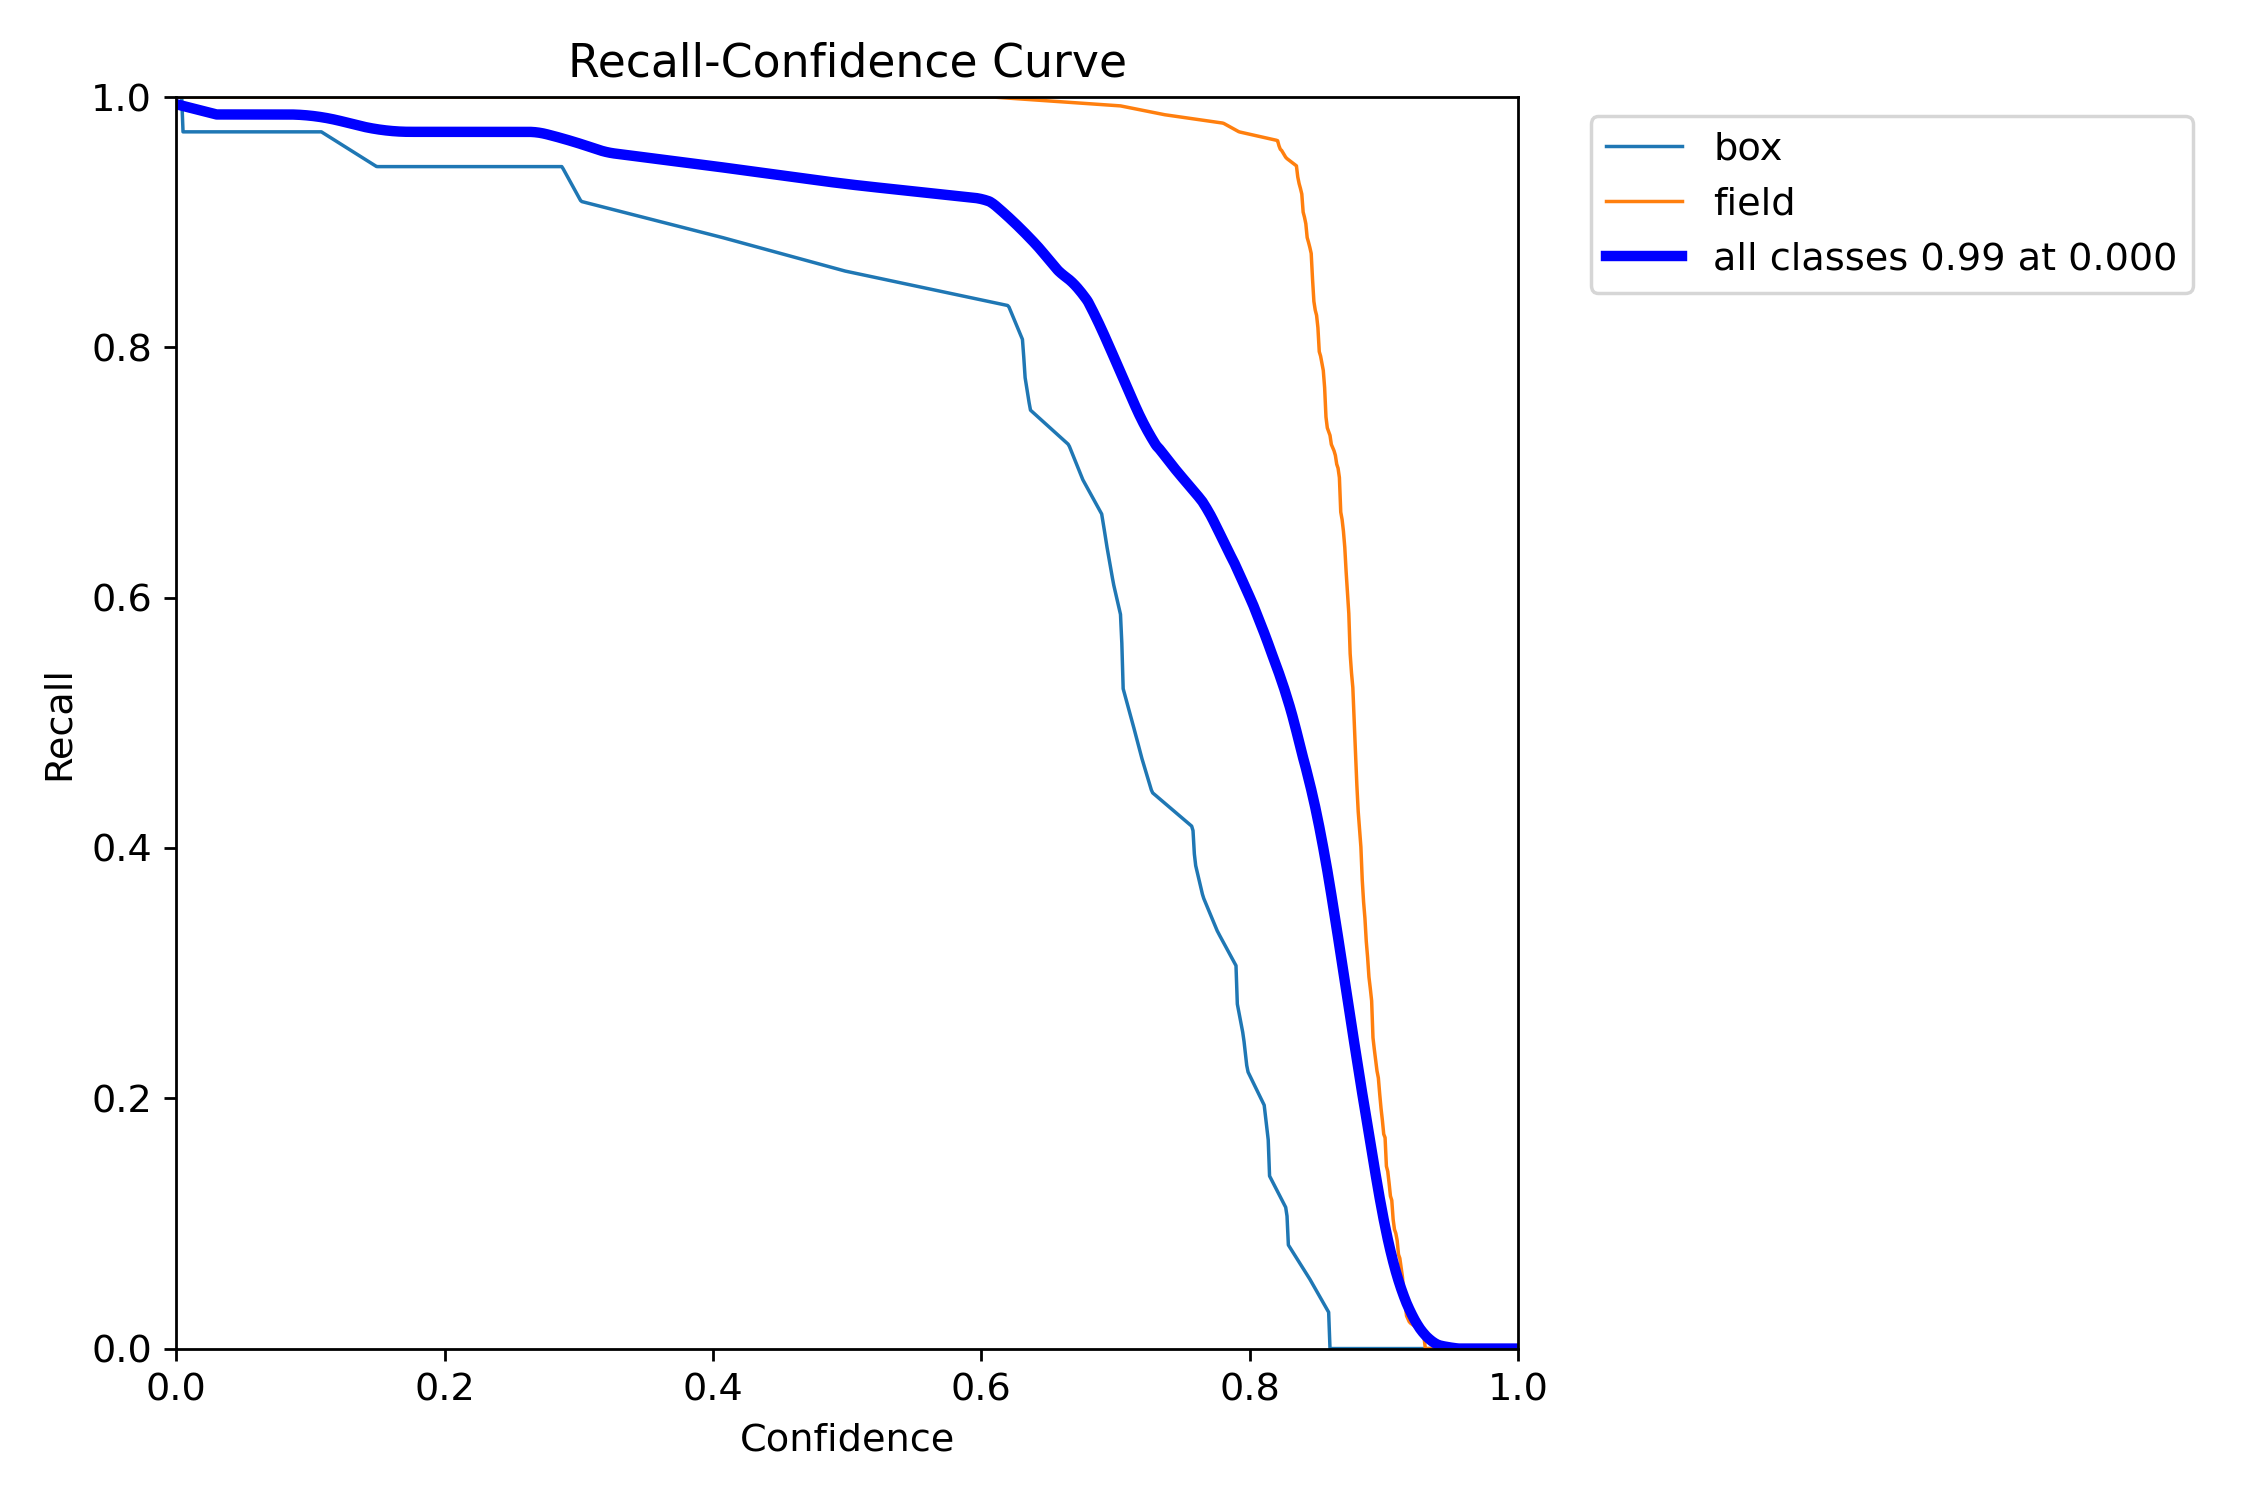 Recall-Confidence Curve
1.0
0.8
0.6
0.4
0.2
0.0
Recall
0.0 0.2 0.4 0.6 0.8 1.0
Confidence
box
field
all classes 0.99 at 0.000